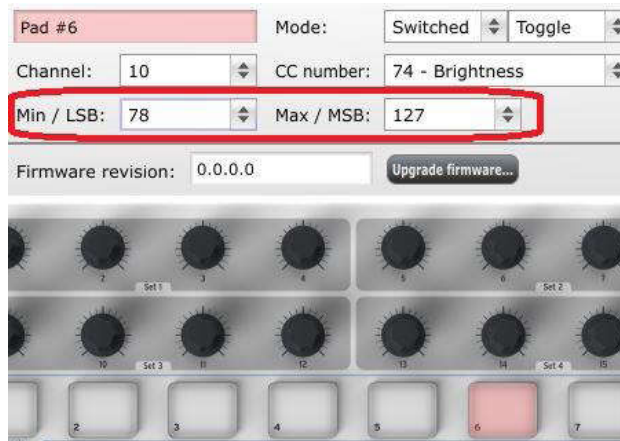 Pad #6 Mode: Switched Toggle
Channel: 10 CC number: 74 - Brightness
Min / LSB: 78 Max / MSB: 127
Firmware revision: 0.0.0.0 Upgrade firmware...
2 3 4 5 6 7
Set 1 Set 2
10 11 12 13 14 15
Set 3 Set 4
2 3 4 5 6 7